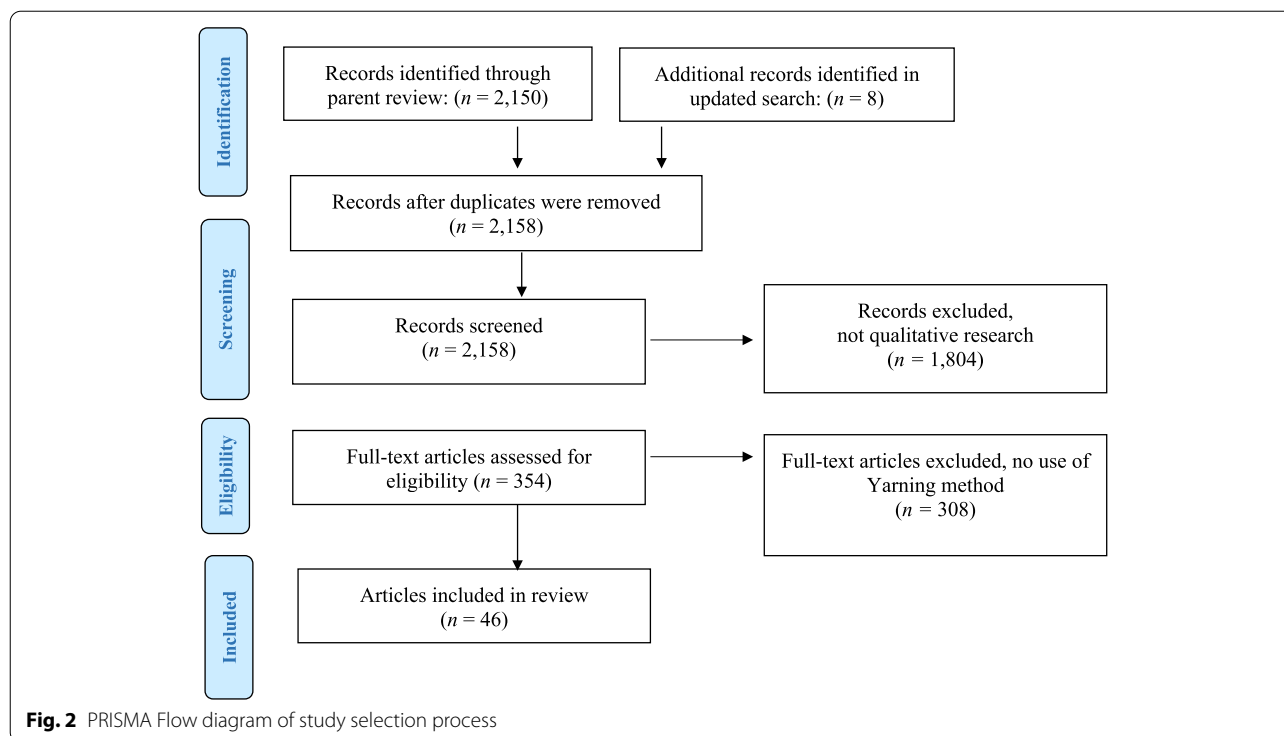 Identification
Records identified through
parent review: (n = 2,150)
Additional records identified in
updated search: (n = 8)
Records after duplicates were removed
(n = 2,158)
Screening
Records screened
(n = 2,158)
Records excluded,
not qualitative research
(n = 1,804)
Eligibility
Full-text articles assessed for
eligibility (n = 354)
Full-text articles excluded, no use of
Yarning method
(n = 308)
Included
Articles included in review
(n = 46)
Fig. 2 PRISMA Flow diagram of study selection process